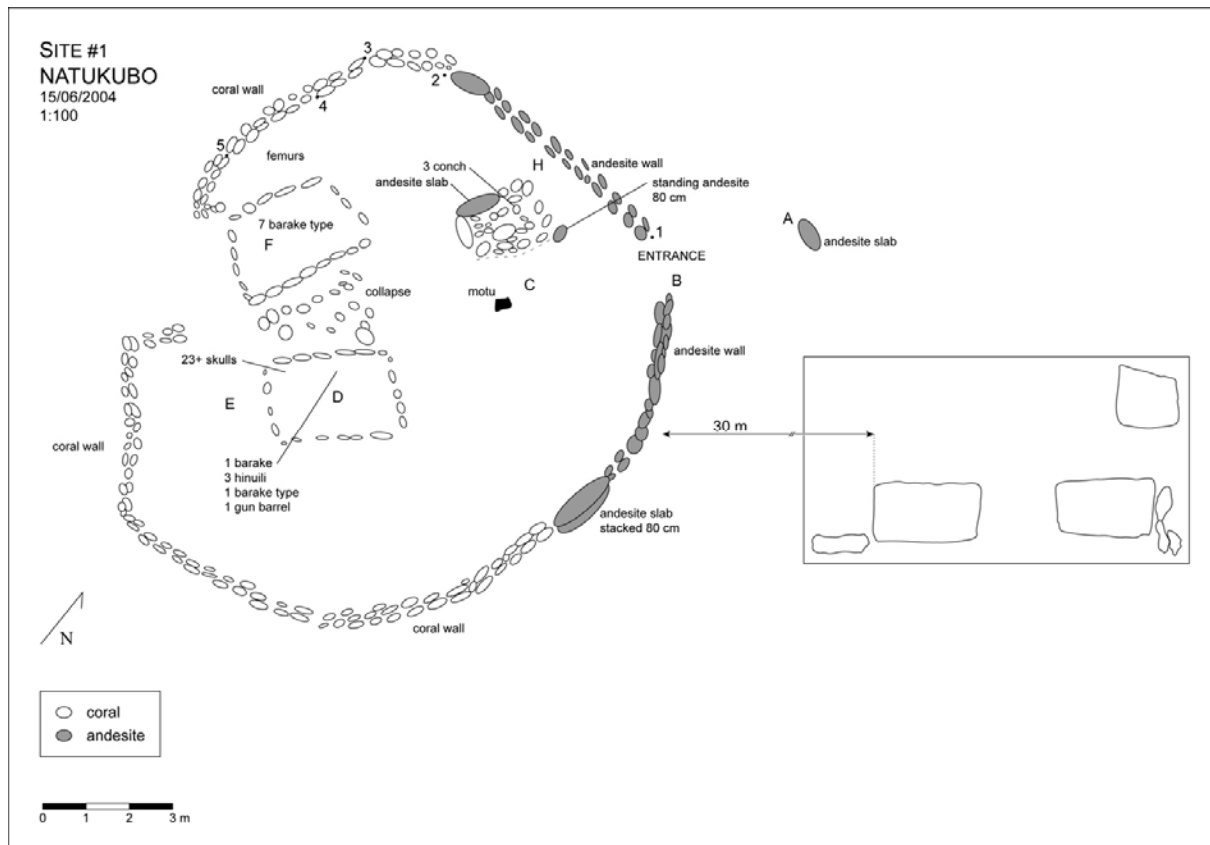 SITE #1
NATUKUBO
15/06/2004
1:100
3
2
coral wall
4
5
femurs
3 conch
andesite slab
H
andesite wall
standing andesite
80 cm
1
A
andesite slab
ENTRANCE
7 barake type
F
collapse
motu
C
B
andesite wall
23+ skulls
E
D
30 m
coral wall
1 barake
3 hinuili
1 barake type
1 gun barrel
andesite slab
stacked 80 cm
coral wall
N
coral
andesite
0 1 2 3 m